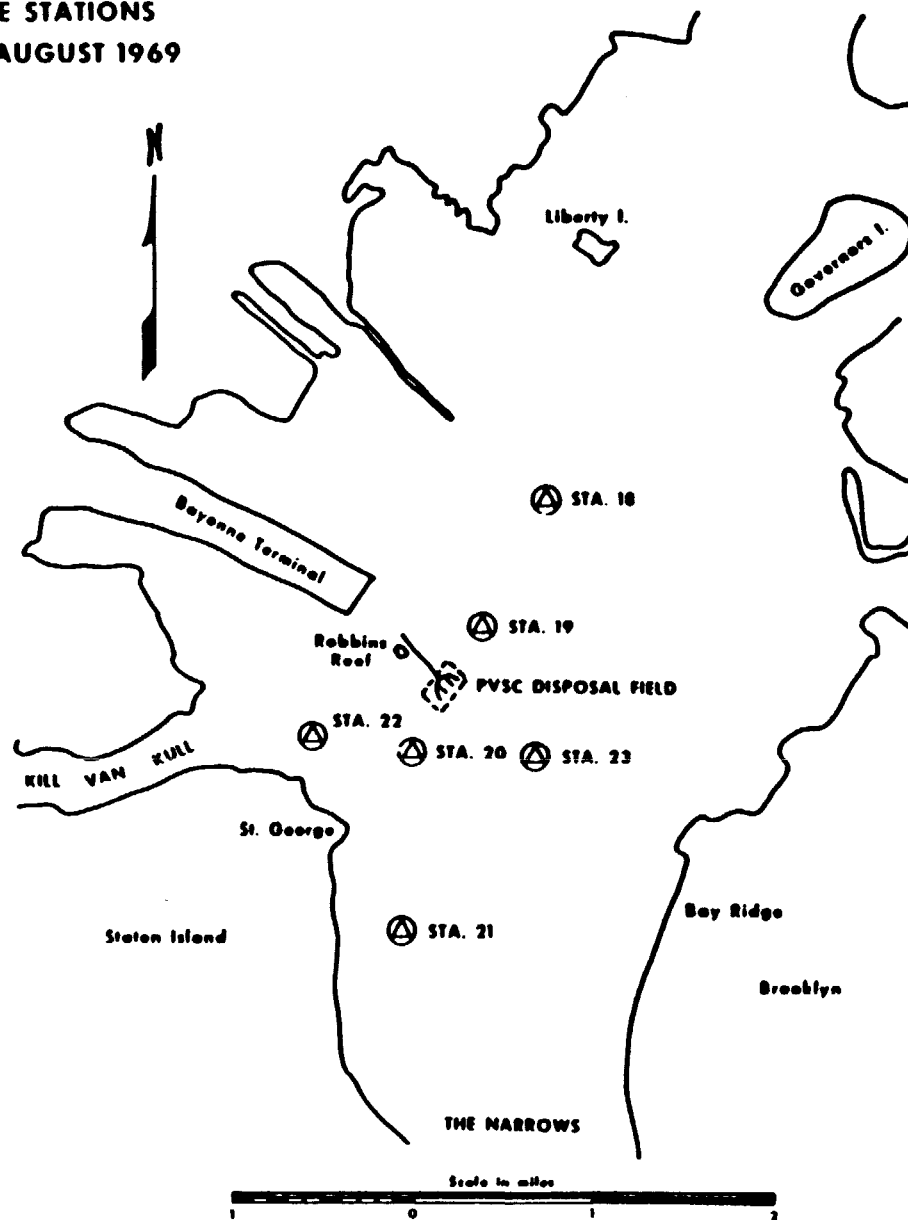 E STATIONS
AUGUST 1969
N
Liberty I.
Governors I.
STA. 18
Bayonne Terminal
STA. 19
Robbins
Reef
PVSC DISPOSAL FIELD
STA. 22
STA. 20
STA. 23
KILL VAN KULL
St. George
Bay Ridge
STA. 21
Staten Island
Brooklyn
THE NARROWS
Scale in miles
1 0 1 2